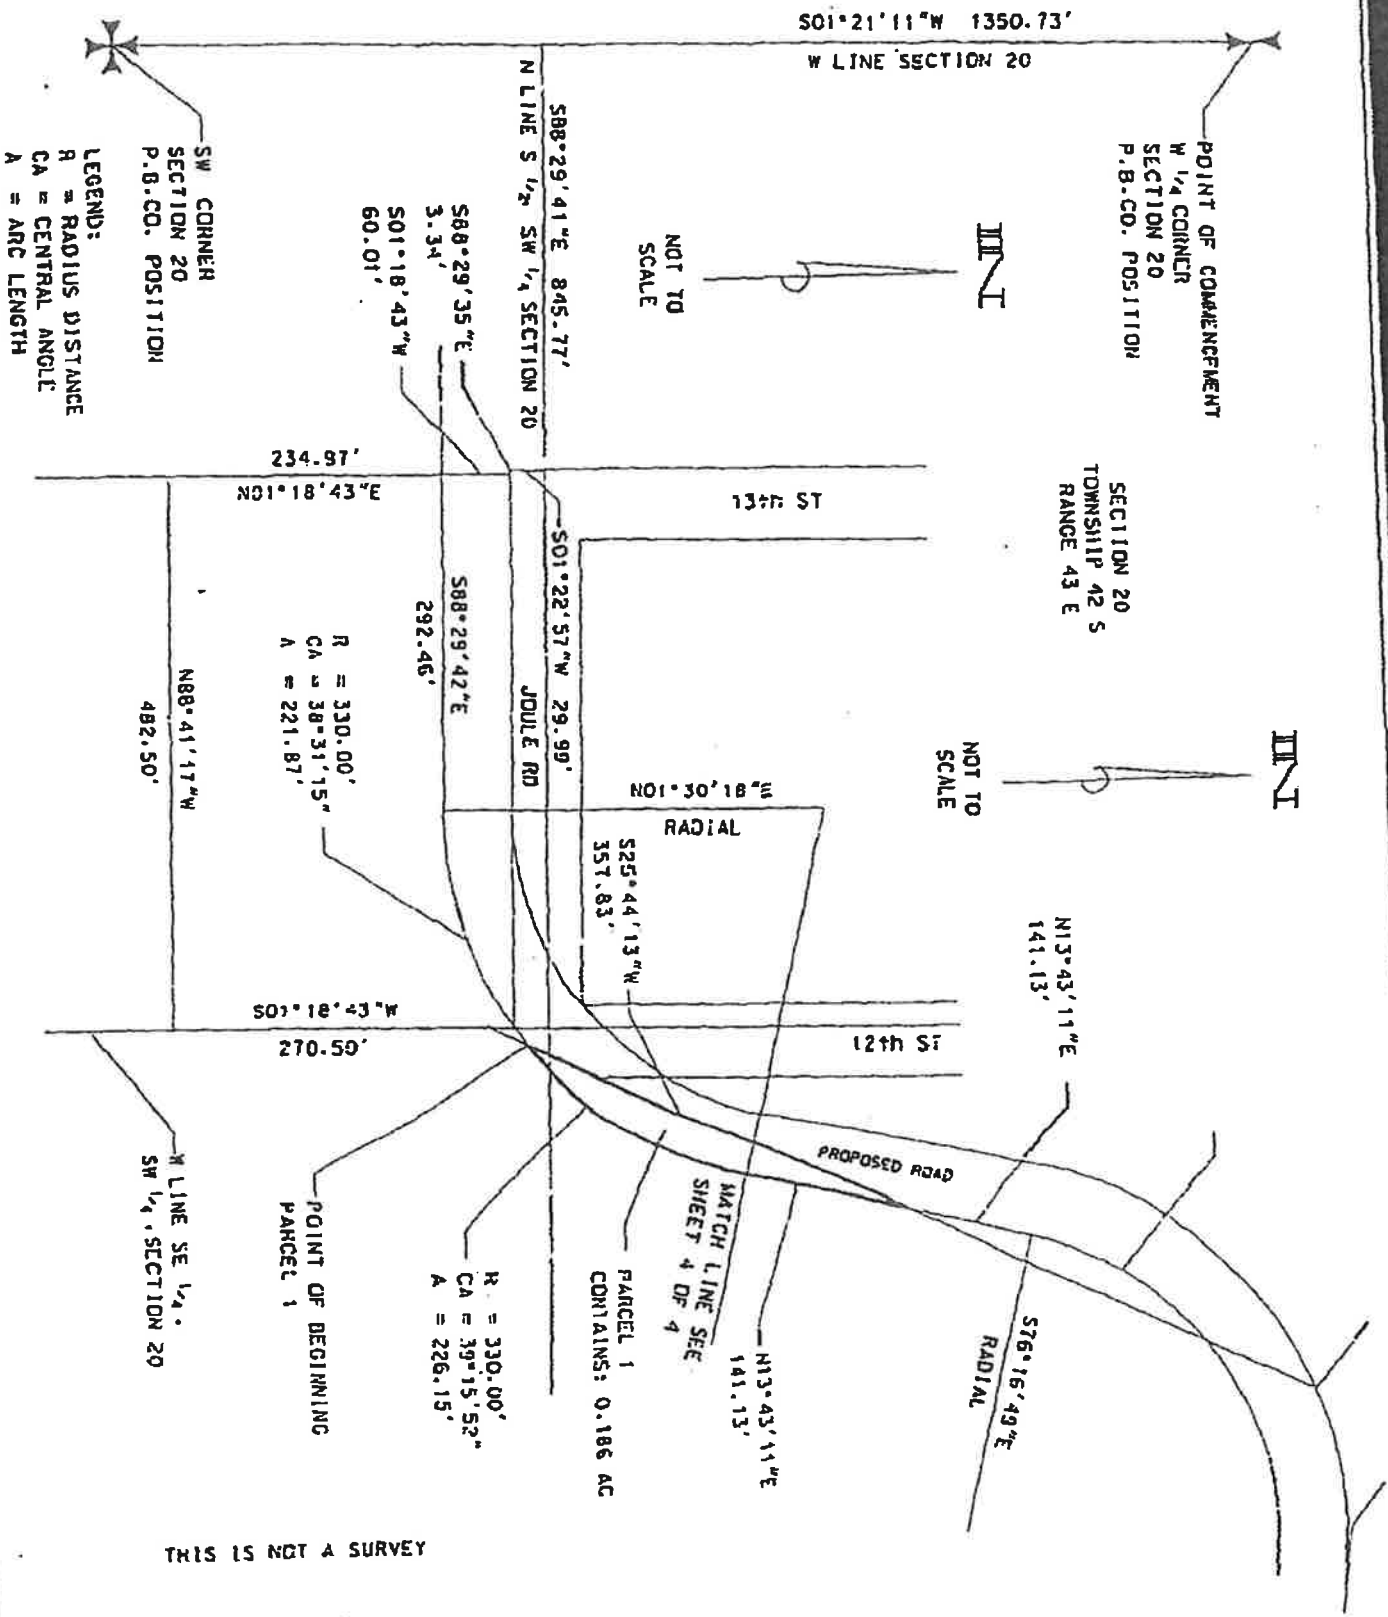 S01°21'11"W 1350.73'
W LINE SECTION 20
POINT OF COMMENCEMENT
W 1/4 CORNER
SECTION 20
P.B.CO. POSITION
N
NOT TO
SCALE
SECTION 20
TOWNSHIP 42 S
RANGE 43 E
N
NOT TO
SCALE
S88°29'41"E 845.77'
N LINE S 1/2 SW 1/4 SECTION 20
S88°29'35"E
3.34'
S01°18'43"W
60.01'
SW CORNER
SECTION 20
P.B.CO. POSITION
LEGEND:
R = RADIUS DISTANCE
CA = CENTRAL ANGLE
A = ARC LENGTH
234.97'
N01°18'43"E
13th ST
S01°22'57"W 29.99'
S88°29'42"E
292.46'
JOULE RD
R = 330.00'
CA = 38°31'15"
A = 221.87'
N88°41'17"W
482.50'
N01°30'18"E
RADIAL
S25°44'13"W
357.83'
N13°43'11"E
141.13'
S01°18'43"W
270.50'
12th ST
PROPOSED ROAD
S76°16'49"E
RADIAL
MATCH LINE SEE
SHEET 4 OF 4
N13°43'11"E
141.13'
PARCEL 1
CONTAINS: 0.186 AC
R = 330.00'
CA = 39°15'52"
A = 226.15'
POINT OF BEGINNING
PARCEL 1
W LINE SE 1/4,
SW 1/4, SECTION 20
THIS IS NOT A SURVEY